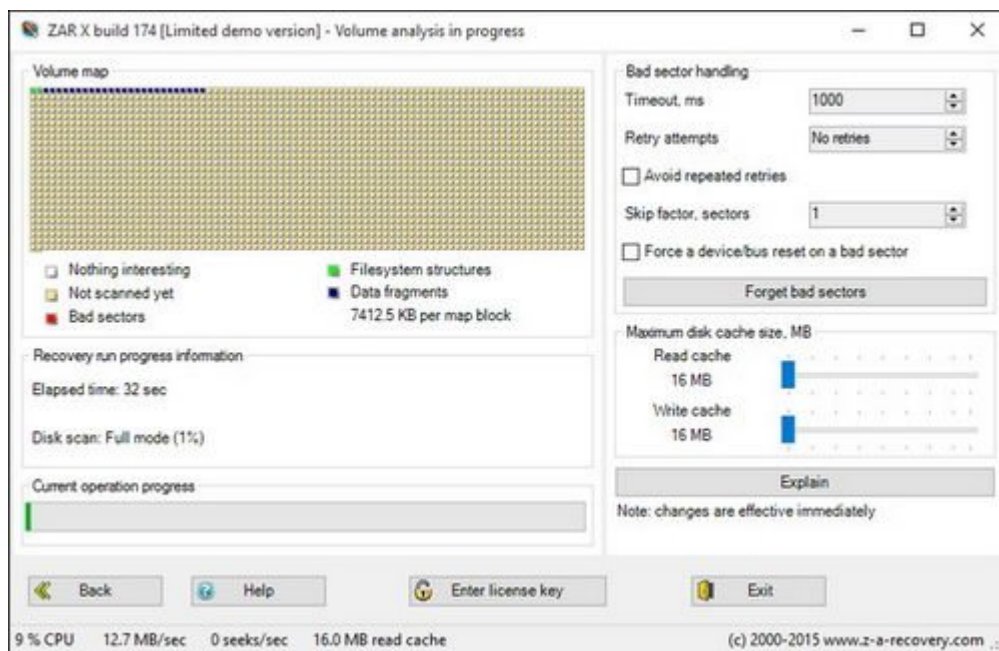 ZAR X build 174 [Limited demo version] - Volume analysis in progress
Volume map
Nothing interesting
Not scanned yet
Bad sectors
Filesystem structures
Data fragments
7412.5 KB per map block
Recovery run progress information
Elapsed time: 32 sec
Disk scan: Full mode (1%)
Current operation progress
Bad sector handling
Timeout, ms 1000
Retry attempts No retries
Avoid repeated retries
Skip factor, sectors 1
Force a device/bus reset on a bad sector
Forget bad sectors
Maximum disk cache size, MB
Read cache
16 MB
Write cache
16 MB
Explain
Note: changes are effective immediately
Back Help Enter license key Exit
9 % CPU 12.7 MB/sec 0 seeks/sec 16.0 MB read cache (c) 2000-2015 www.z-a-recovery.com